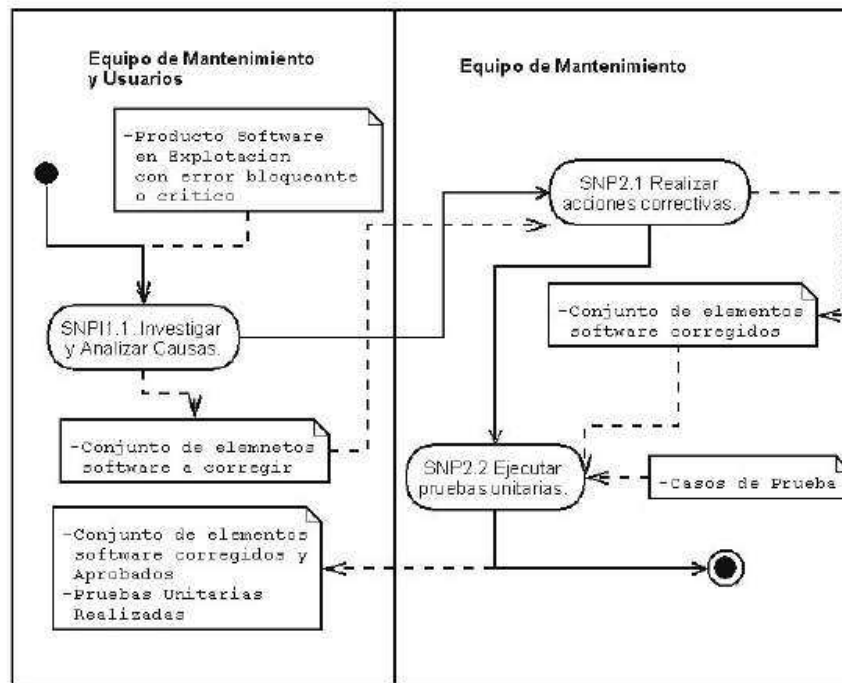 Equipo de Mantenimiento
y Usuarios
Equipo de Mantenimiento
-Producto Software
en Explotacion
con error bloqueante
o critico
SNP2.1 Realizar
acciones correctivas.
SNPI1.1. Investigar
y Analizar Causas.
-Conjunto de elementos
software corregidos
-Conjunto de elemnetos
software a corregir
SNP2.2 Ejecutar
pruebas unitarias.
-Casos de Prueba
-Conjunto de elementos
software corregidos y
Aprobados
-Pruebas Unitarias
Realizadas